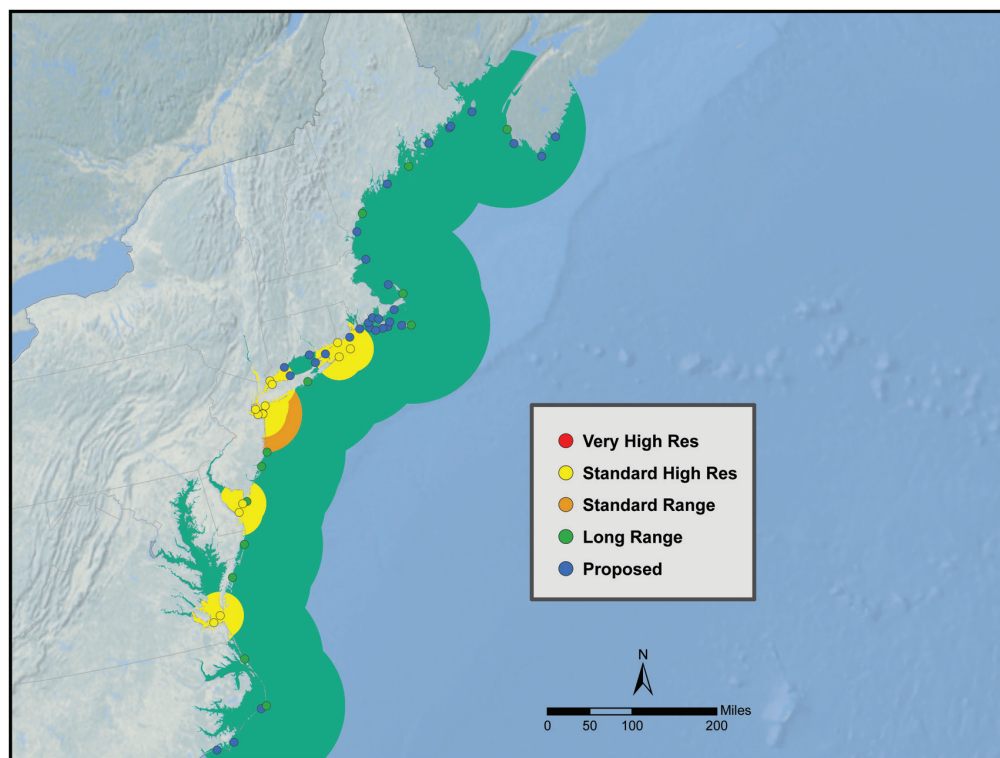 Very High Res
Standard High Res
Standard Range
Long Range
Proposed
N
Miles
0 50 100 200